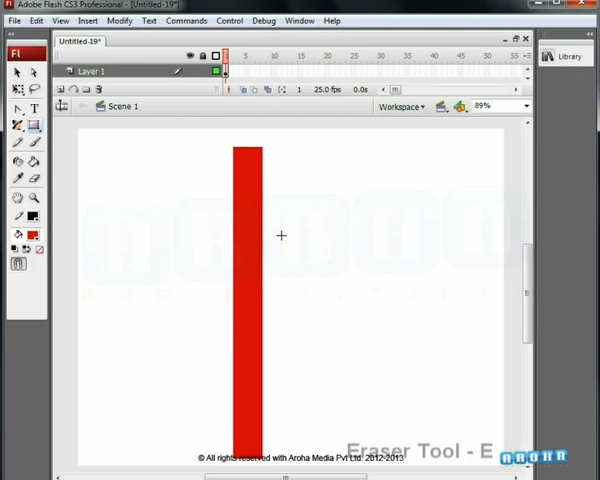 Adobe Flash CS3 Professional - [Untitled-19*]
File Edit View Insert Modify Text Commands Control Debug Window Help
Untitled-19*
5 10 15 20 25 30 35 40 45 50 55
Layer 1
1 25.0 fps 0.0s
Scene 1
Workspace
89%
Library
Fl
T
Eraser Tool - E
© All rights reserved with Aroha Media Pvt Ltd. 2012-2013
AROHA